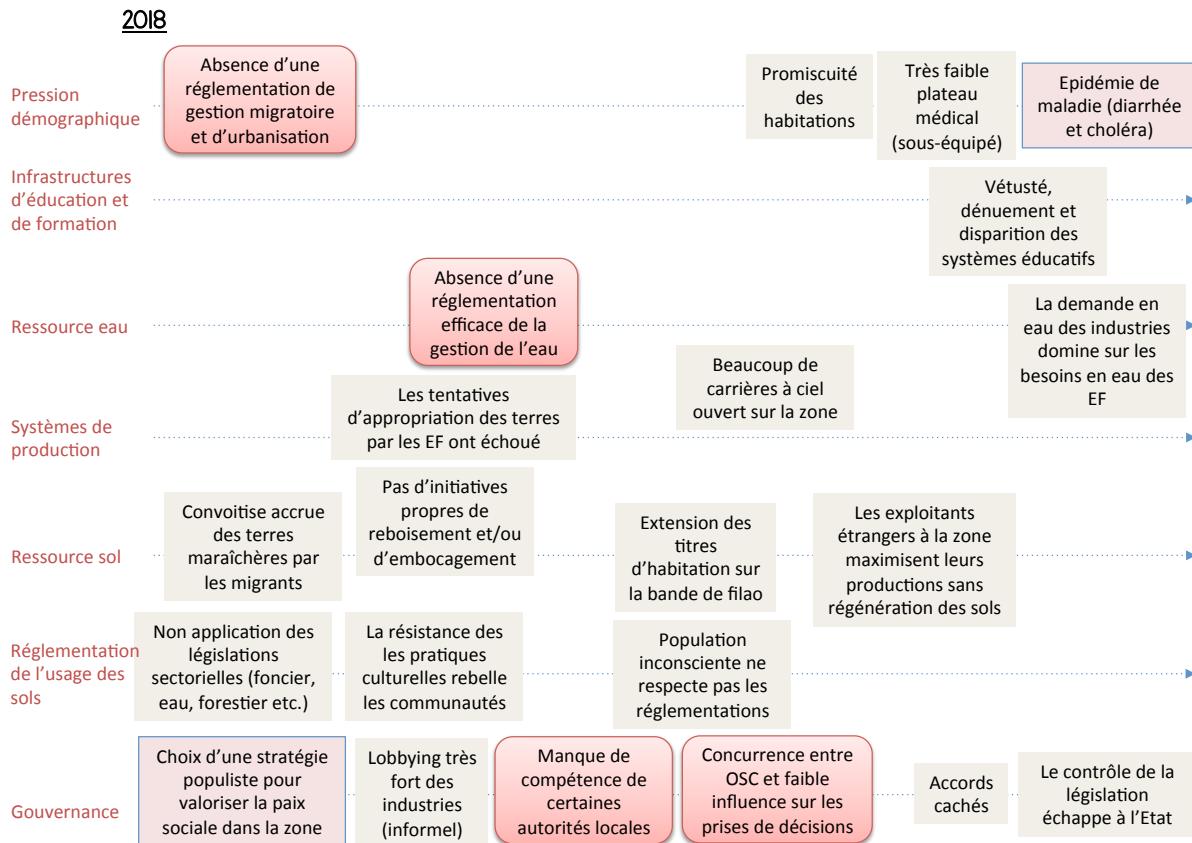 2018
Pression
démographique
Absence d'une
réglementation de
gestion migratoire
et d'urbanisation
Promiscuité
des
habitations
Très faible
plateau
médical
(sous-équipé)
Epidémie de
maladie (diarrhée
et choléra)
Infrastructures
d'éducation et
de formation
Vétusté,
dénuement et
disparition des
systèmes éducatifs
Ressource eau
Absence d'une
réglementation
efficace de la
gestion de l'eau
La demande en
eau des industries
domine sur les
besoins en eau des
EF
Systèmes de
production
Les tentatives
d'appropriation des terres
par les EF ont échoué
Beaucoup de
carrières à ciel
ouvert sur la zone
Ressource sol
Convoitise accrue
des terres
maraîchères par
les migrants
Pas d'initiatives
propres de
reboisement et/ou
d'embocagement
Extension des
titres
d'habitation sur
la bande de filao
Les exploitants
étrangers à la zone
maximisent leurs
productions sans
régénération des sols
Réglementation
de l'usage des
sols
Non application des
législations
sectorielles (foncier,
eau, forestier etc.)
La résistance des
les pratiques
culturelles rebelle
les communautés
Population
inconsciente ne
respecte pas les
réglementations
Gouvernance
Choix d'une stratégie
populiste pour
valoriser la paix
sociale dans la zone
Lobbying très
fort des
industries
(informel)
Manque de
compétence de
certaines
autorités locales
Concurrence entre
OSC et faible
influence sur les
prises de décisions
Accords
cachés
Le contrôle de la
législation
échappe à l'Etat